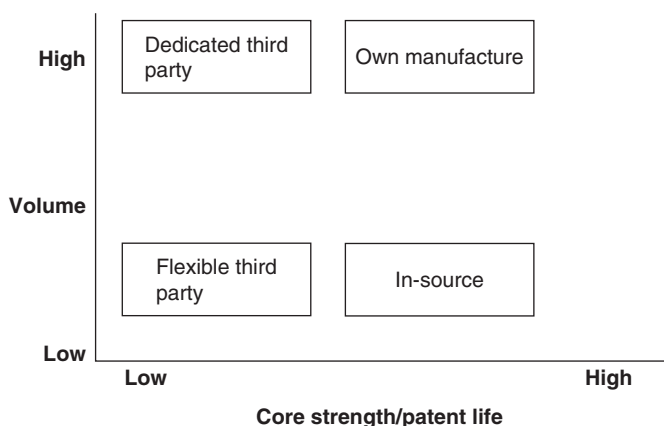 High
Dedicated third
party
Own manufacture
Volume
Flexible third
party
In-source
Low
Low
High
Core strength/patent life